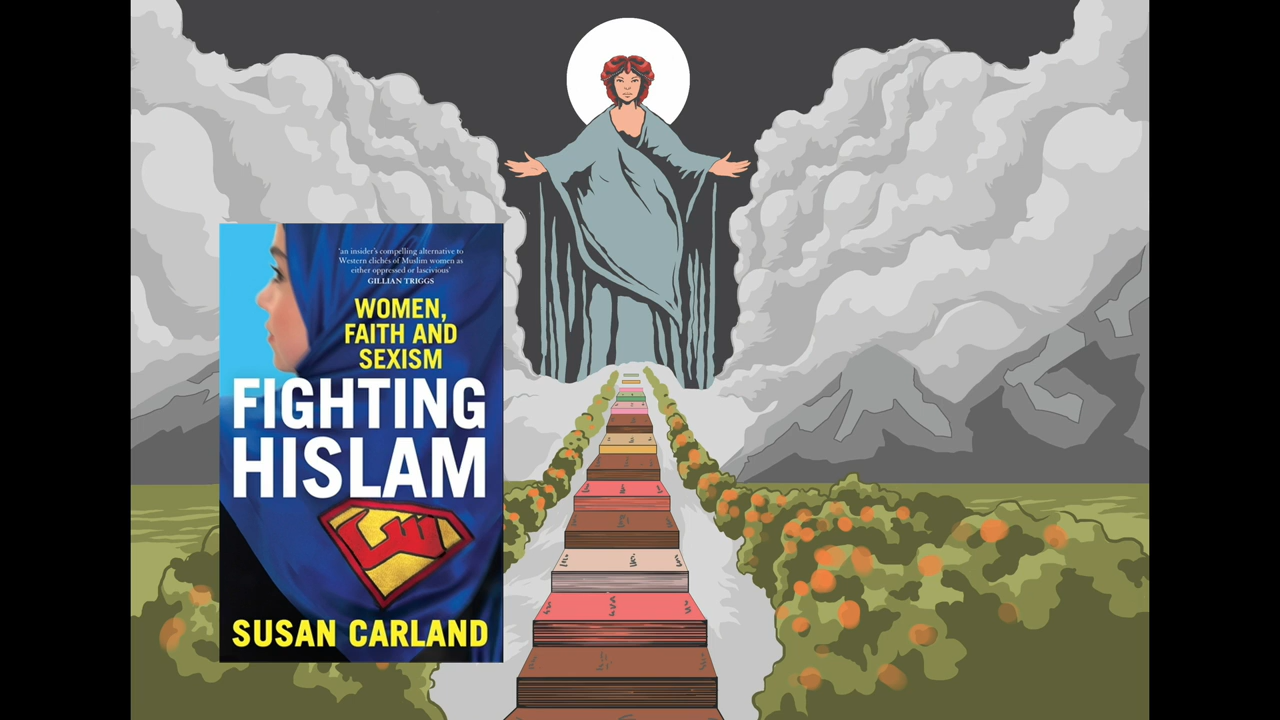 'an insider's compelling alternative to
Western clichés of Muslim women as
either oppressed or lascivious'
GILLIAN TRIGGS
WOMEN,
FAITH AND
SEXISM
FIGHTING
HISLAM
SUSAN CARLAND